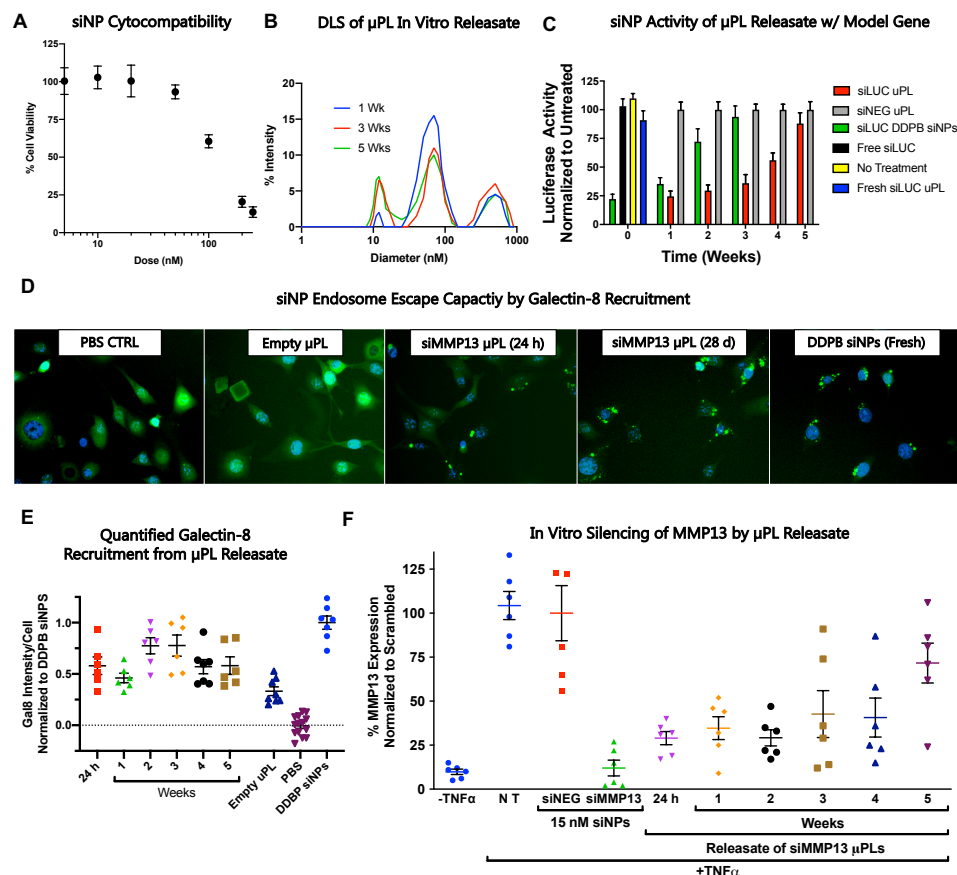 A
siNP Cytocompatibility
% Cell Viability
125
100
75
50
25
0
10
100
Dose (nM)
B
DLS of µPL In Vitro Releasate
% Intensity
20
15
10
5
0
1 Wk
3 Wks
5 Wks
1
10
100
1000
Diameter (nM)
C
siNP Activity of µPL Releasate w/ Model Gene
Luciferase Activity
Normalized to Untreated
125
100
75
50
25
0
0
1
2
3
4
5
Time (Weeks)
siLUC uPL
siNEG uPL
siLUC DDPB siNPs
Free siLUC
No Treatment
Fresh siLUC uPL
D
siNP Endosome Escape Capactiy by Galectin-8 Recruitment
PBS CTRL
Empty µPL
siMMP13 µPL (24 h)
siMMP13 µPL (28 d)
DDPB siNPs (Fresh)
E
Quantified Galectin-8
Recruitment from µPL Releasate
Gal8 Intensity/Cell
Normalized to DDPB siNPS
1.0
0.5
0.0
24 h
1
2
3
4
5
Weeks
Empty uPL
PBS
DDBP siNPs
F
In Vitro Silencing of MMP13 by µPL Releasate
% MMP13 Expression
Normalized to Scrambled
125
100
75
50
25
0
-TNFα
N T
siNEG
siMMP13
24 h
1
2
3
4
5
15 nM siNPs
Weeks
Releasate of siMMP13 µPLs
+TNFα